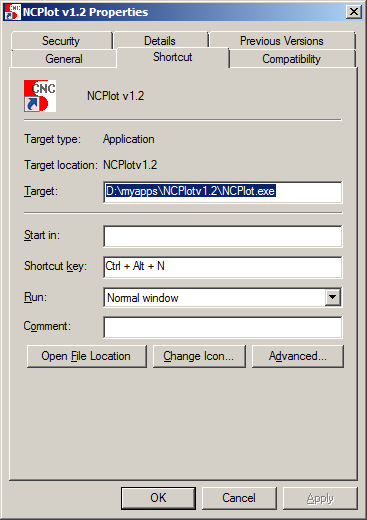 NCPlot v1.2 Properties
Security Details Previous Versions
General Shortcut Compatibility
CNC
NCPlot v1.2
Target type: Application
Target location: NCPlotv1.2
Target: D:\myapps\NCPlotv1.2\NCPlot.exe
Start in:
Shortcut key: Ctrl + Alt + N
Run: Normal window
Comment:
Open File Location Change Icon... Advanced...
OK Cancel Apply